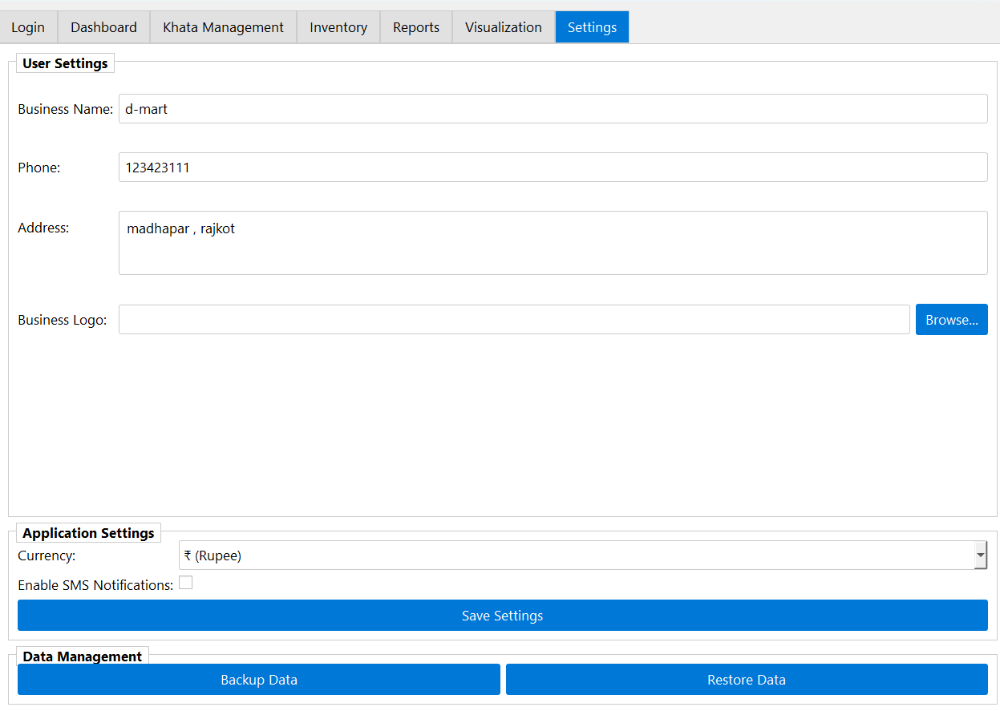 Login Dashboard Khata Management Inventory Reports Visualization Settings
User Settings
Business Name: d-mart
Phone: 123423111
Address: madhapar , rajkot
Business Logo: Browse...
Application Settings
Currency: ₹ (Rupee)
Enable SMS Notifications:
Save Settings
Data Management
Backup Data Restore Data